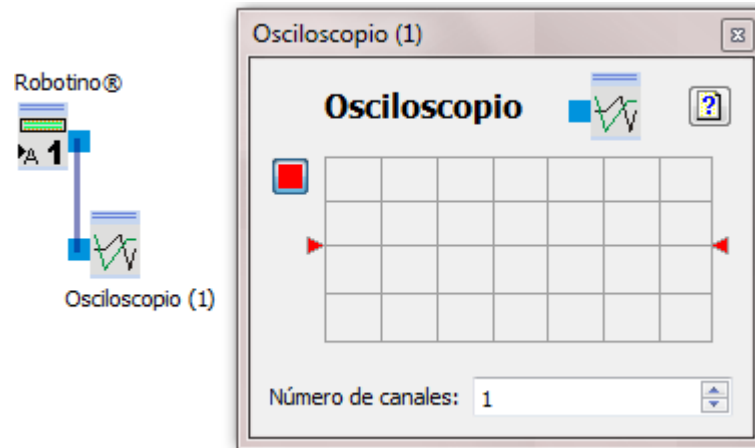 Robotino®
A 1
Osciloscopio (1)
Osciloscopio (1)
Osciloscopio
?
Número de canales: 1